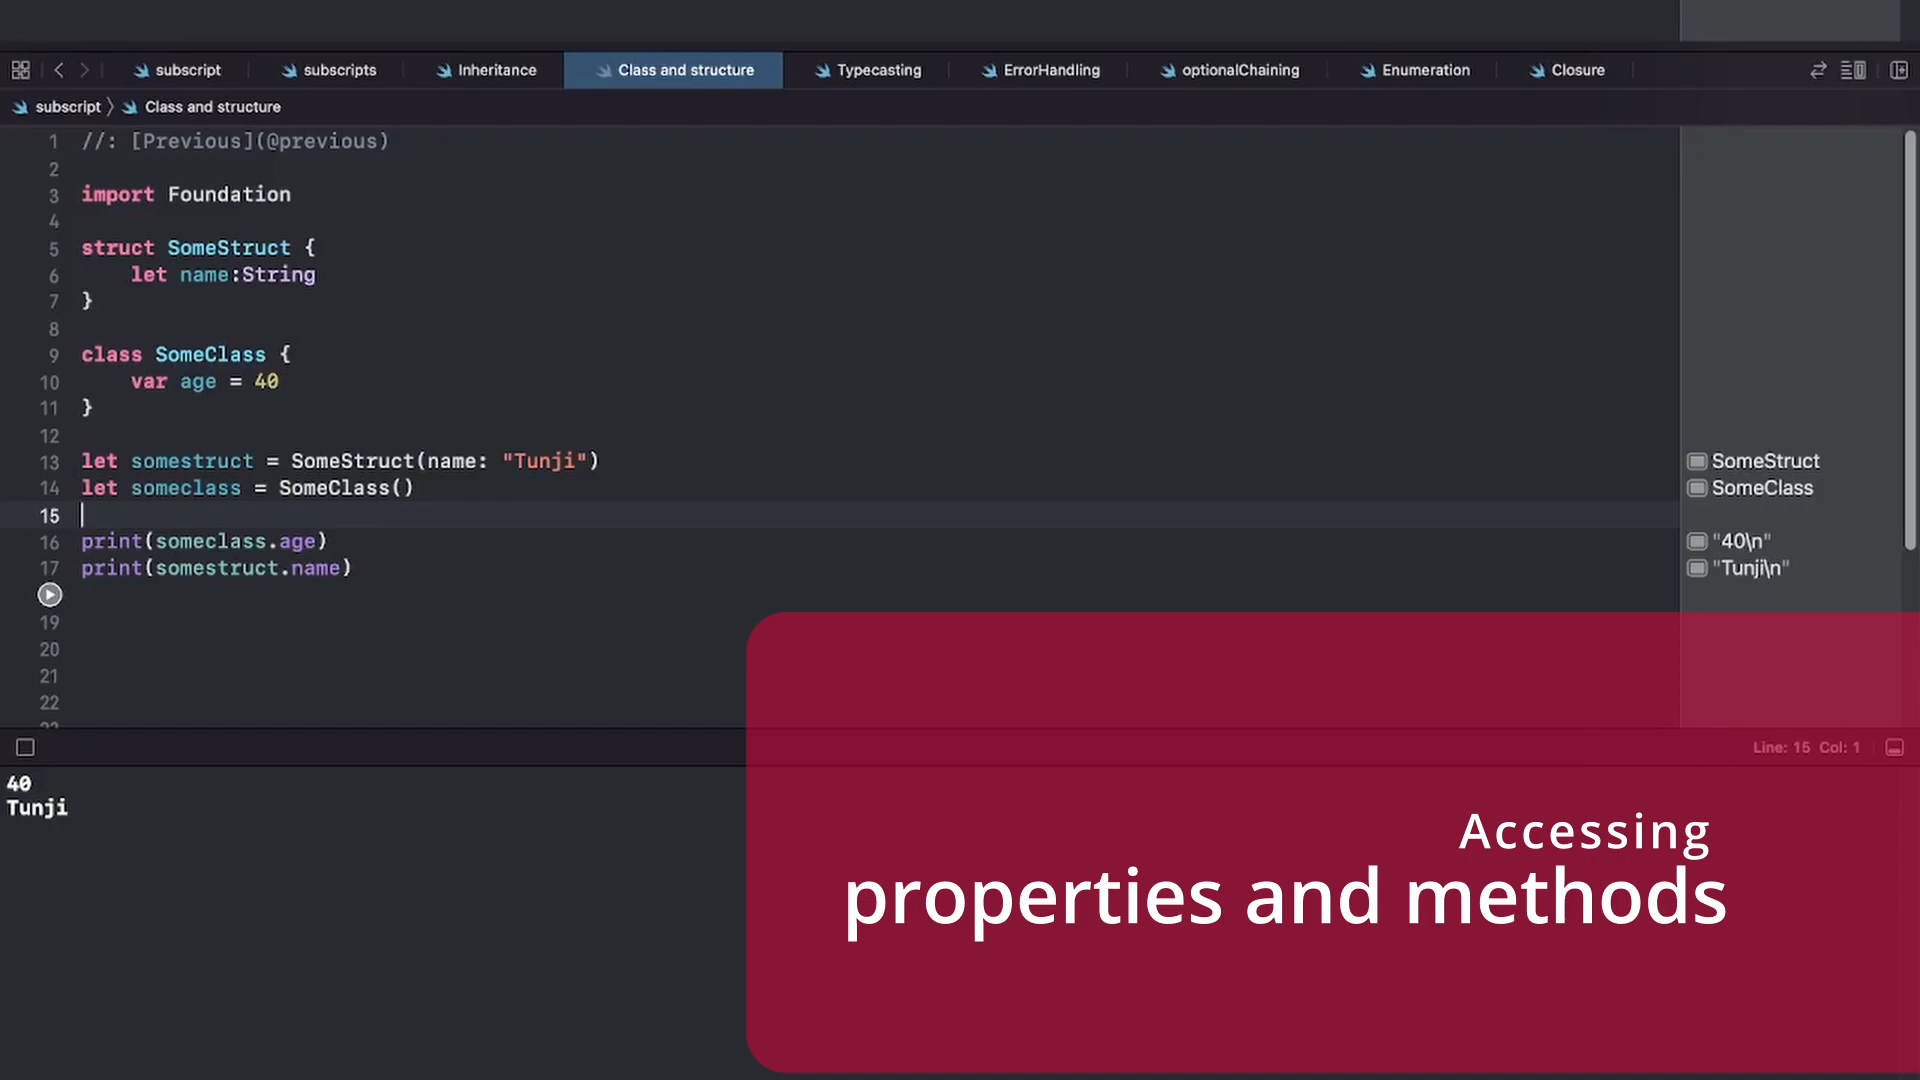 subscript subscripts Inheritance Class and structure Typecasting ErrorHandling optionalChaining Enumeration Closure
subscript Class and structure
1 //: [Previous](@previous)
2
3 import Foundation
4
5 struct SomeStruct {
6 let name:String
7 }
8
9 class SomeClass {
10 var age = 40
11 }
12
13 let somestruct = SomeStruct(name: "Tunji") SomeStruct
14 let someclass = SomeClass() SomeClass
15
16 print(someclass.age) "40\n"
17 print(somestruct.name) "Tunji\n"
19
20
21
22
Line: 15 Col: 1
40
Tunji
Accessing
properties and methods